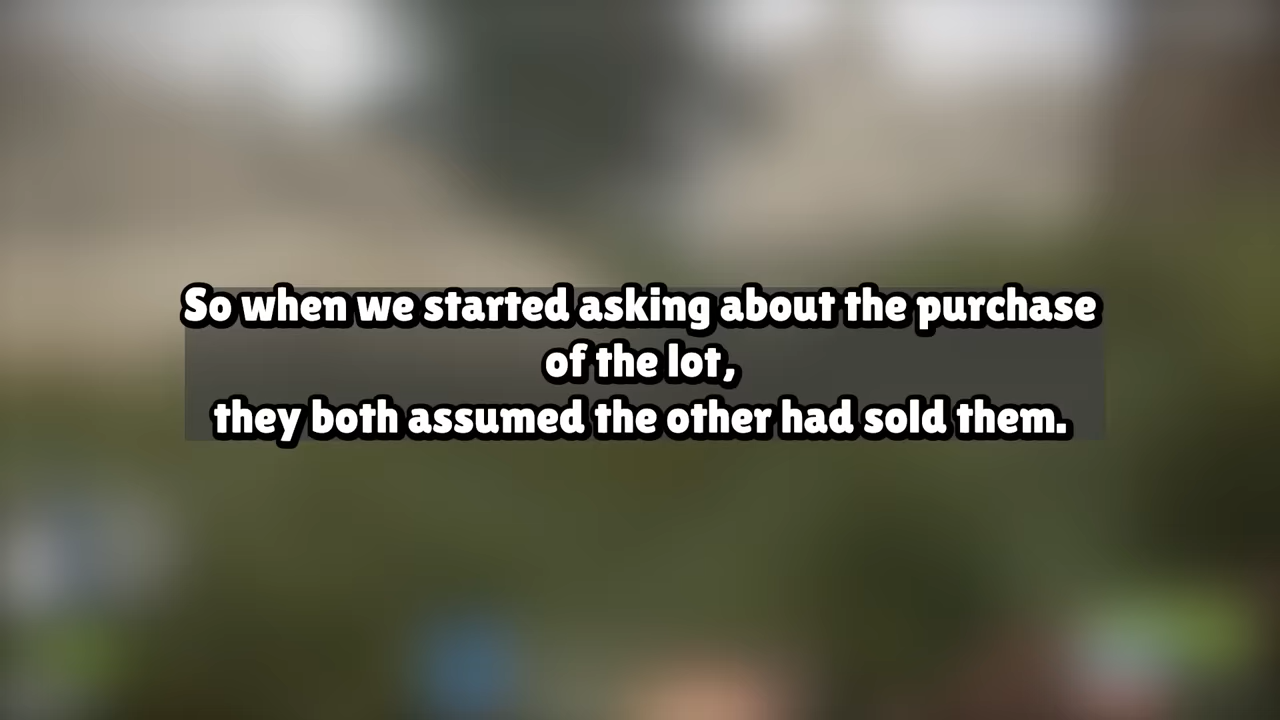 So when we started asking about the purchase
of the lot,
they both assumed the other had sold them.